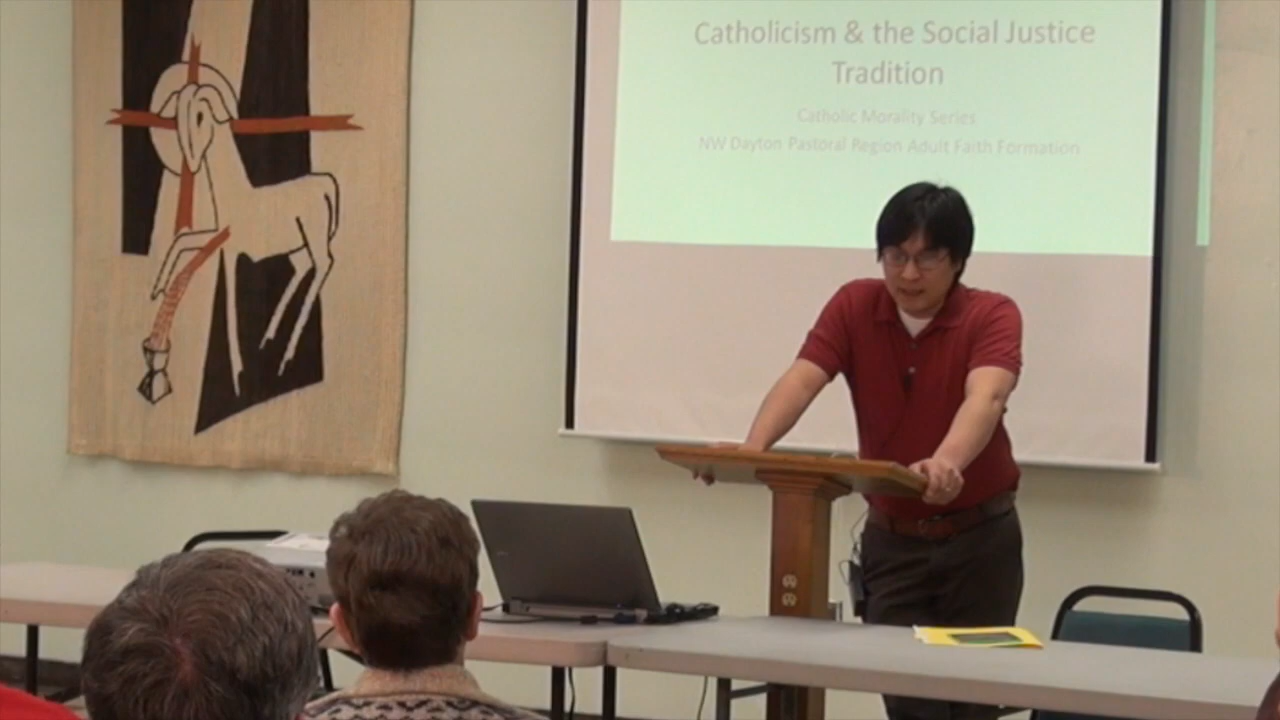 Catholicism & the Social Justice
Tradition
Catholic Morality Series
NW Dayton Pastoral Region Adult Faith Formation